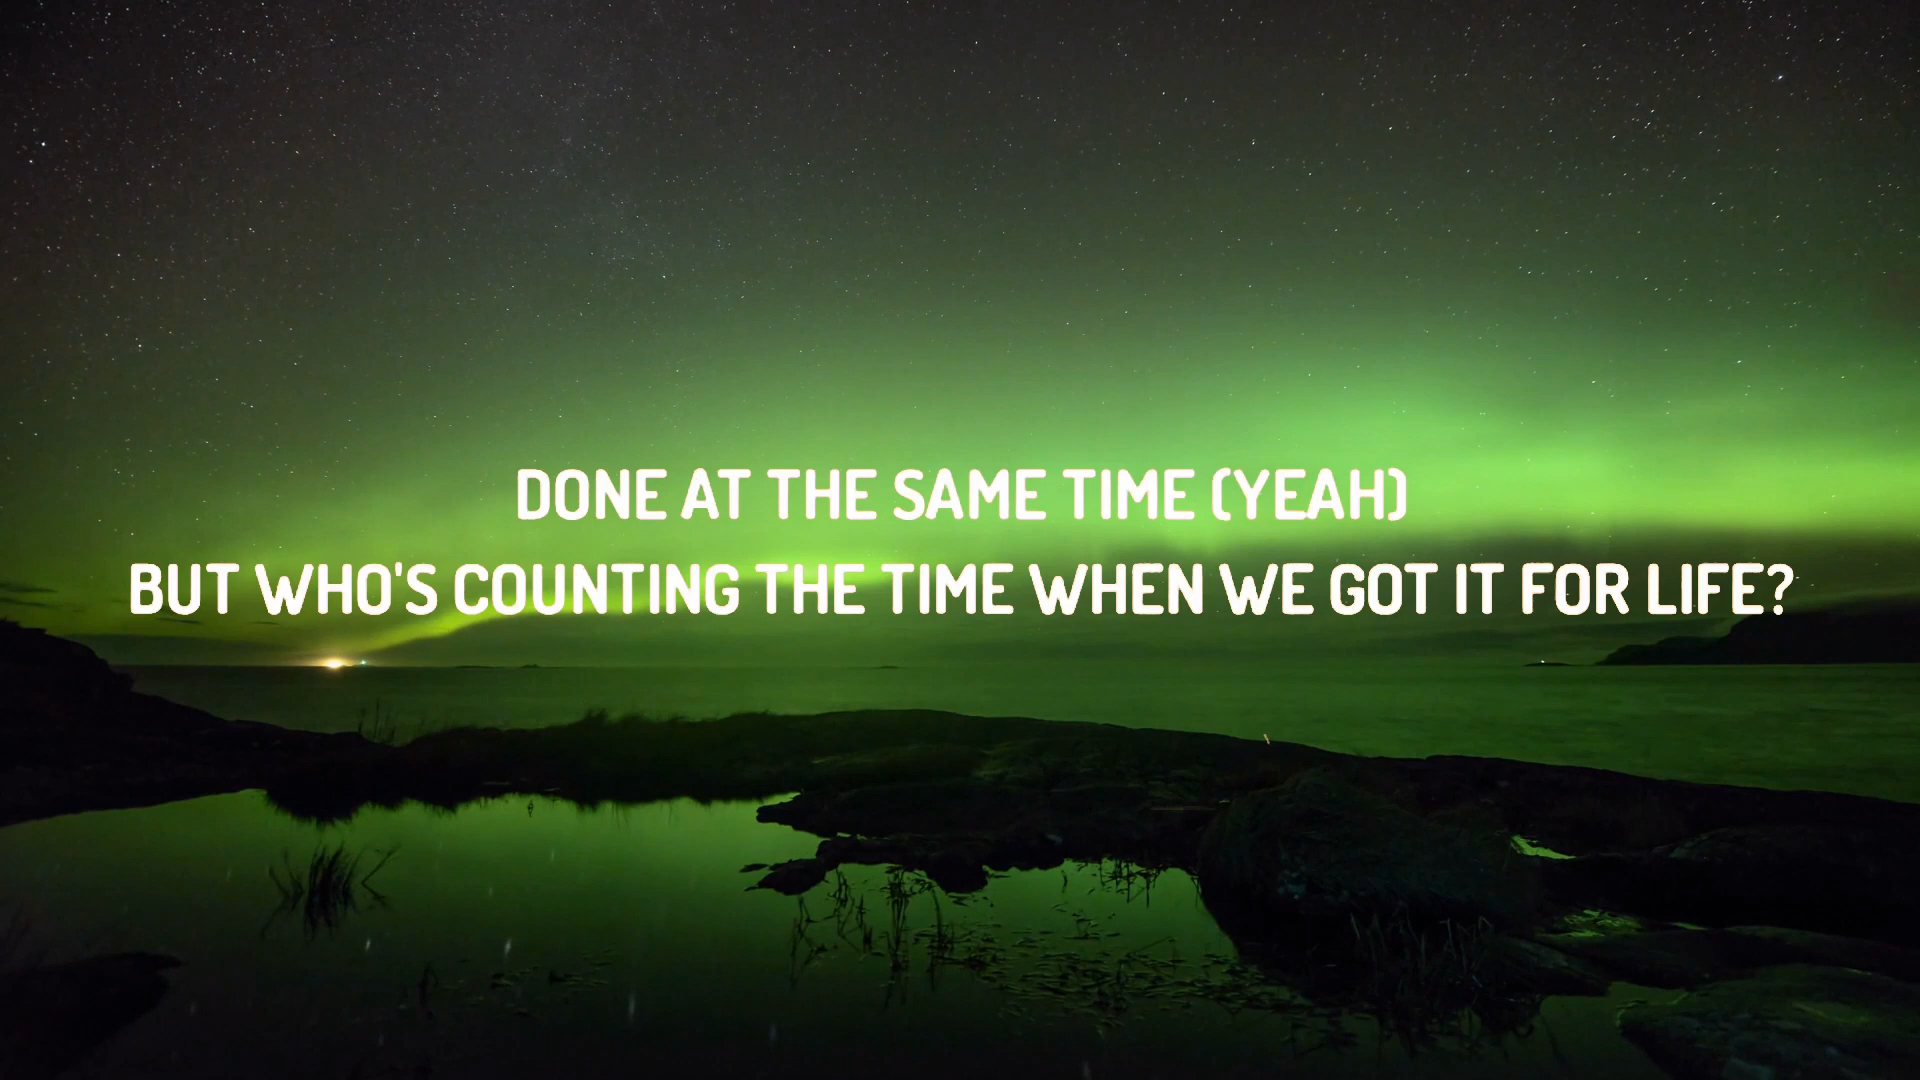 DONE AT THE SAME TIME (YEAH)
BUT WHO'S COUNTING THE TIME WHEN WE GOT IT FOR LIFE?